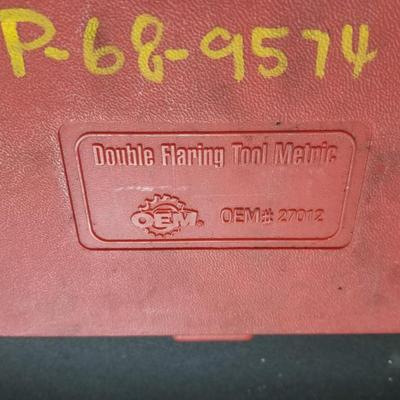 P-68-9574
Double Flaring Tool Metric
OEM® OEM# 27012